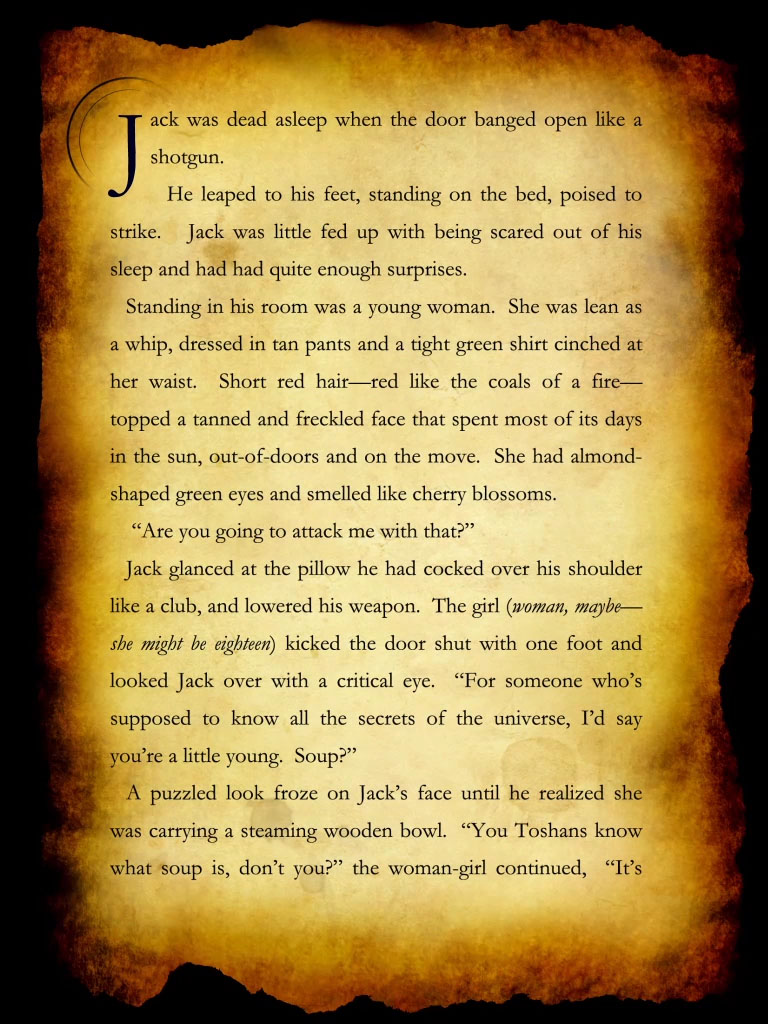 Jack was dead asleep when the door banged open like a
shotgun.
He leaped to his feet, standing on the bed, poised to
strike.  Jack was little fed up with being scared out of his
sleep and had had quite enough surprises.
Standing in his room was a young woman.  She was lean as
a whip, dressed in tan pants and a tight green shirt cinched at
her waist.  Short red hair—red like the coals of a fire—
topped a tanned and freckled face that spent most of its days
in the sun, out-of-doors and on the move.  She had almond-
shaped green eyes and smelled like cherry blossoms.
“Are you going to attack me with that?”
Jack glanced at the pillow he had cocked over his shoulder
like a club, and lowered his weapon.  The girl (woman, maybe—
she might be eighteen) kicked the door shut with one foot and
looked Jack over with a critical eye.  “For someone who’s
supposed to know all the secrets of the universe, I’d say
you’re a little young.  Soup?”
A puzzled look froze on Jack’s face until he realized she
was carrying a steaming wooden bowl.  “You Toshans know
what soup is, don’t you?” the woman-girl continued,  “It’s